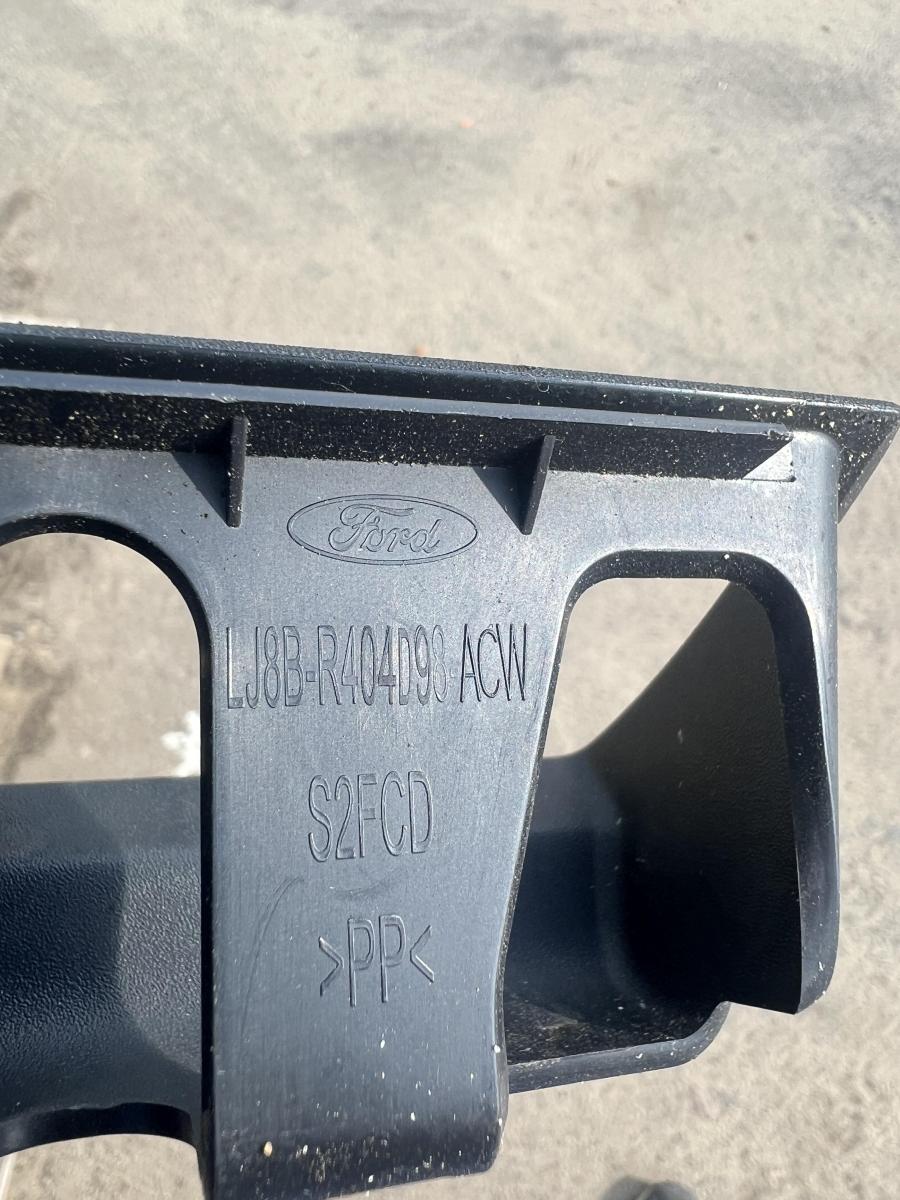 Ford
LJ8B-R404D98-ACW
S2FCD
>PP<